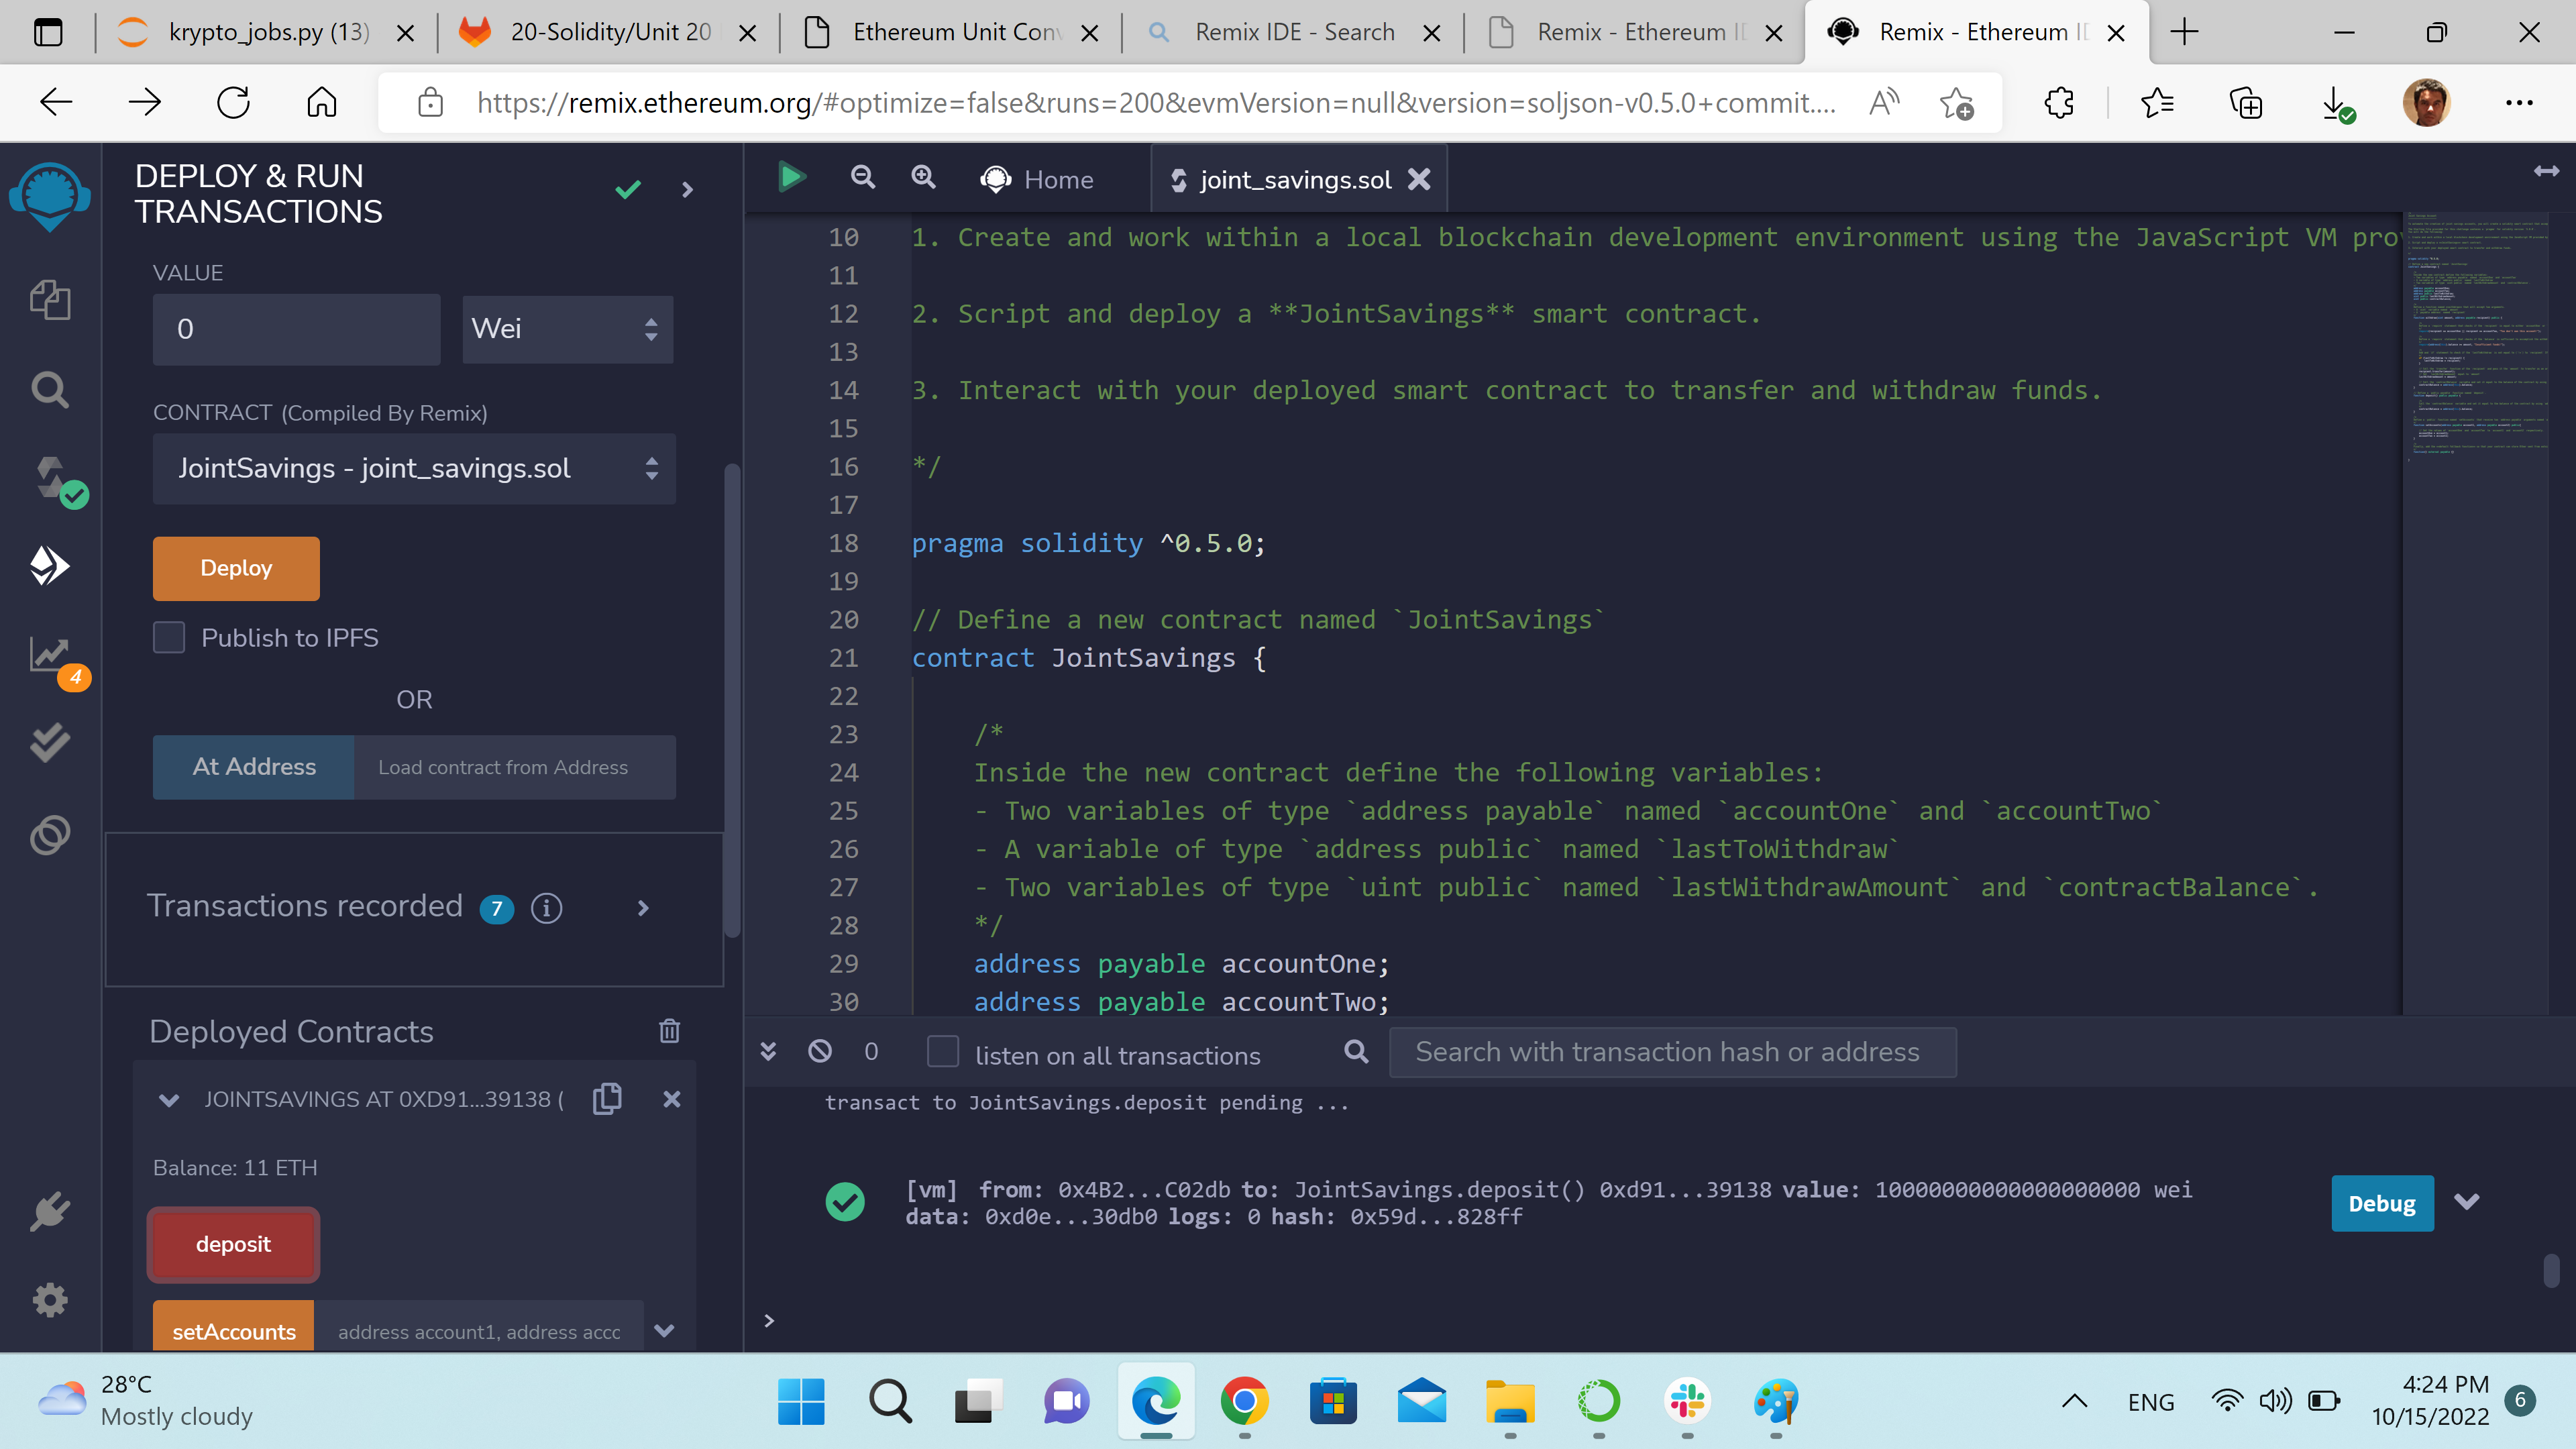 krypto_jobs.py (13)
20-Solidity/Unit 20
Ethereum Unit Conv
Remix IDE - Search
Remix - Ethereum I
Remix - Ethereum I
https://remix.ethereum.org/#optimize=false&runs=200&evmVersion=null&version=soljson-v0.5.0+commit....
DEPLOY & RUN
TRANSACTIONS
VALUE
0
Wei
CONTRACT (Compiled By Remix)
JointSavings - joint_savings.sol
Deploy
Publish to IPFS
OR
At Address
Load contract from Address
Transactions recorded 7 i
Deployed Contracts
JOINTSAVINGS AT 0XD91...39138 (
Balance: 11 ETH
deposit
setAccounts
address account1, address accc
4
Home
joint_savings.sol
10 1. Create and work within a local blockchain development environment using the JavaScript VM prov
11
12 2. Script and deploy a **JointSavings** smart contract.
13
14 3. Interact with your deployed smart contract to transfer and withdraw funds.
15
16 */
17
18 pragma solidity ^0.5.0;
19
20 // Define a new contract named `JointSavings`
21 contract JointSavings {
22
23 /*
24 Inside the new contract define the following variables:
25 - Two variables of type `address payable` named `accountOne` and `accountTwo`
26 - A variable of type `address public` named `lastToWithdraw`
27 - Two variables of type `uint public` named `lastWithdrawAmount` and `contractBalance`.
28 */
29 address payable accountOne;
30 address payable accountTwo;
0
listen on all transactions
Search with transaction hash or address
transact to JointSavings.deposit pending ...
[vm] from: 0x4B2...C02db to: JointSavings.deposit() 0xd91...39138 value: 10000000000000000000 wei
data: 0xd0e...30db0 logs: 0 hash: 0x59d...828ff
Debug
>
28°C
Mostly cloudy
ENG
4:24 PM
10/15/2022
6